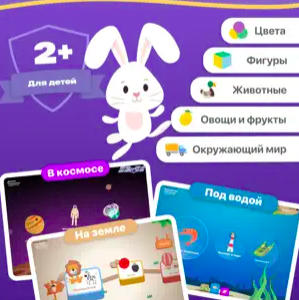 2+
Для детей
Цвета
Фигуры
Животные
Овощи и фрукты
Окружающий мир
В космосе
Под водой
На земле